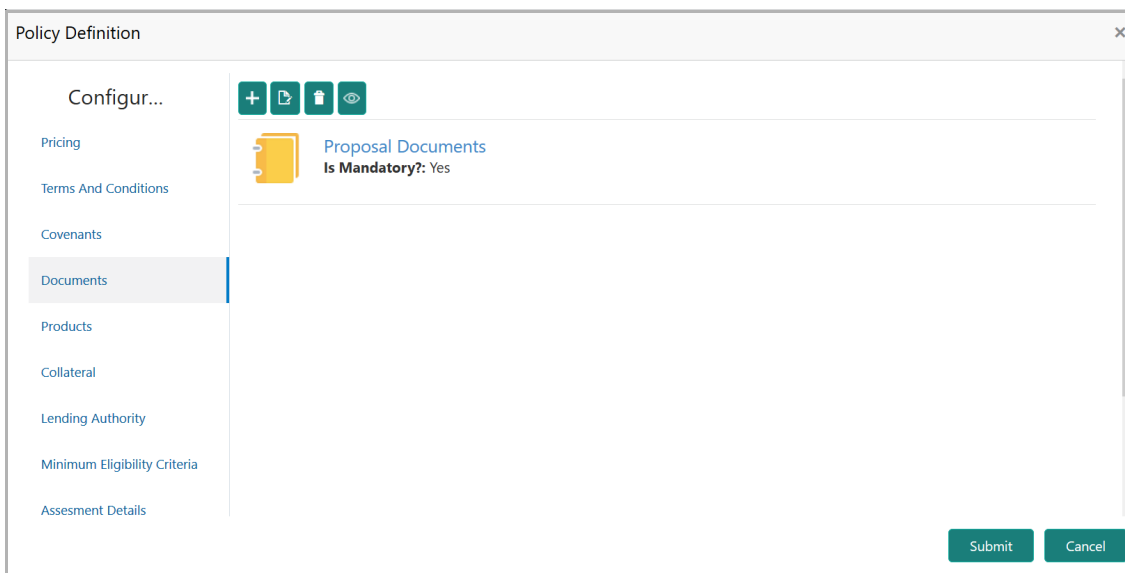 Policy Definition
Configur...
Pricing
Terms And Conditions
Covenants
Documents
Products
Collateral
Lending Authority
Minimum Eligibility Criteria
Assesment Details
Proposal Documents
Is Mandatory?: Yes
Submit
Cancel